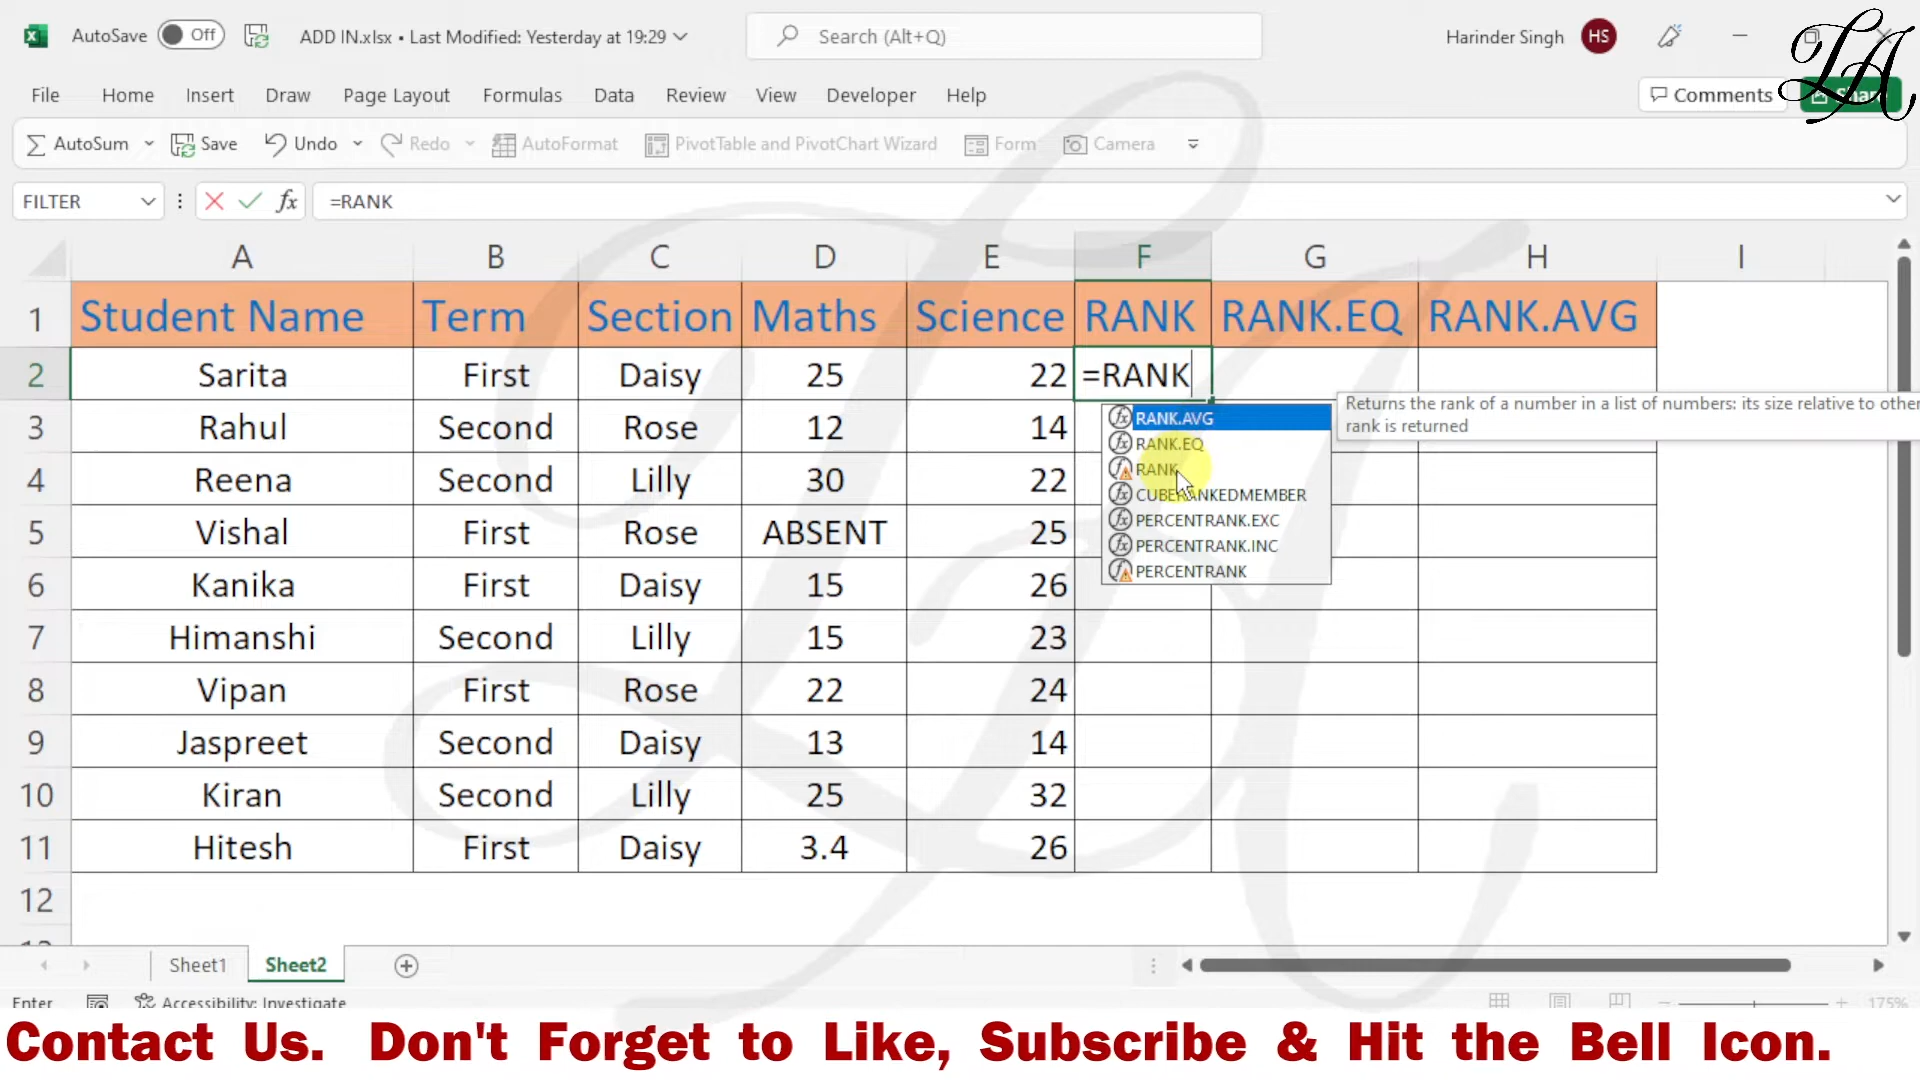 AutoSave Off ADD IN.xlsx • Last Modified: Yesterday at 19:29 Search (Alt+Q) Harinder Singh HS
File Home Insert Draw Page Layout Formulas Data Review View Developer Help Comments Share
AutoSum Save Undo Redo AutoFormat PivotTable and PivotChart Wizard Form Camera
FILTER fx =RANK
A B C D E F G H I
1 Student Name Term Section Maths Science RANK RANK.EQ RANK.AVG
2 Sarita First Daisy 25 22 =RANK
3 Rahul Second Rose 12 14
4 Reena Second Lilly 30 22
5 Vishal First Rose ABSENT 25
6 Kanika First Daisy 15 26
7 Himanshi Second Lilly 15 23
8 Vipan First Rose 22 24
9 Jaspreet Second Daisy 13 14
10 Kiran Second Lilly 25 32
11 Hitesh First Daisy 3.4 26
12
RANK.AVG
RANK.EQ
RANK
CUBERANKEDMEMBER
PERCENTRANK.EXC
PERCENTRANK.INC
PERCENTRANK
Returns the rank of a number in a list of numbers: its size relative to other
rank is returned
Sheet1 Sheet2
Enter Accessibility: Investigate 175%
Contact Us. Don't Forget to Like, Subscribe & Hit the Bell Icon.
LA